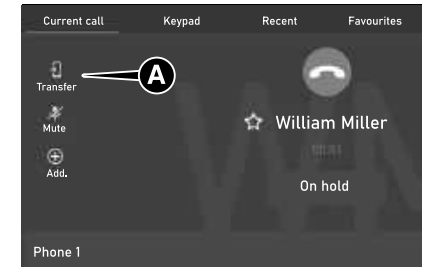 Current call Keypad Recent Favourites
Transfer
A
Mute
Add.
William Miller
On hold
Phone 1